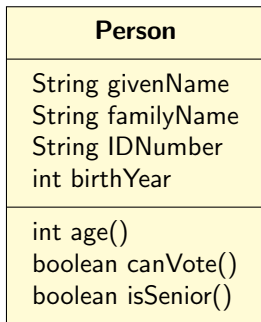 Person
String givenName
String familyName
String IDNumber
int birthYear
int age()
boolean canVote()
boolean isSenior()